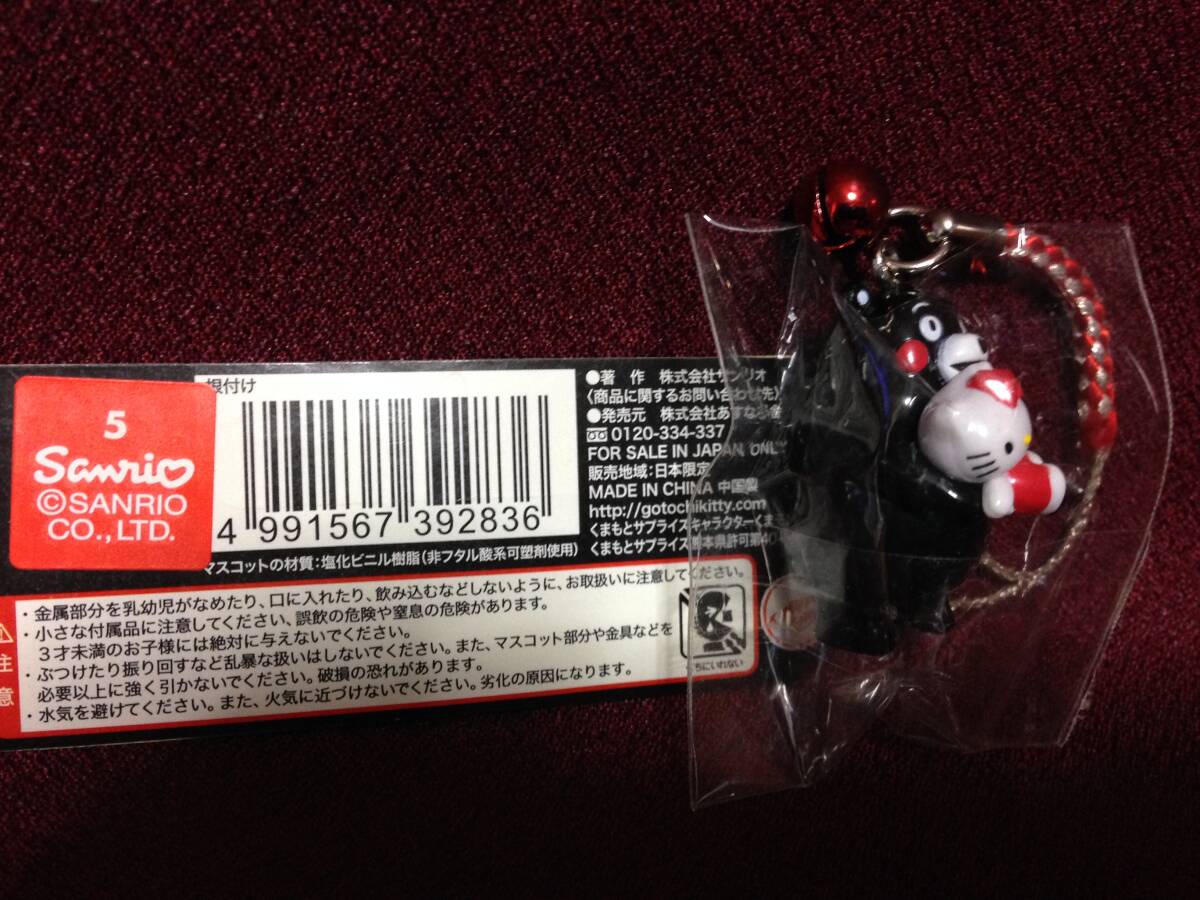 5
Sanrio
©SANRIO
CO.,LTD.
根付け
4 991567 392836
マスコットの材質:塩化ビニル樹脂(非フタル酸系可塑剤使用)
●著 作 株式会社サンリオ
〈商品に関するお問い合わせ先〉
●発売元 株式会社あすなろ舎
0120-334-337
FOR SALE IN JAPAN ONLY
販売地域:日本限定
MADE IN CHINA 中国製
http://gotochikitty.com
くまもとサプライズキャラクターくま
くまもとサプライズ熊本県許可第40
注
意
・金属部分を乳幼児がなめたり、口に入れたり、飲み込むなどしないように、お取扱いに注意してください。
・小さな付属品に注意してください、誤飲の危険や窒息の危険があります。
3才未満のお子様には絶対に与えないでください。
・ぶつけたり振り回すなど乱暴な扱いはしないでください。また、マスコット部分や金具などを
必要以上に強く引かないでください。破損の恐れがあります。
・水気を避けてください。また、火気に近づけないでください。劣化の原因になります。
くちにいれない